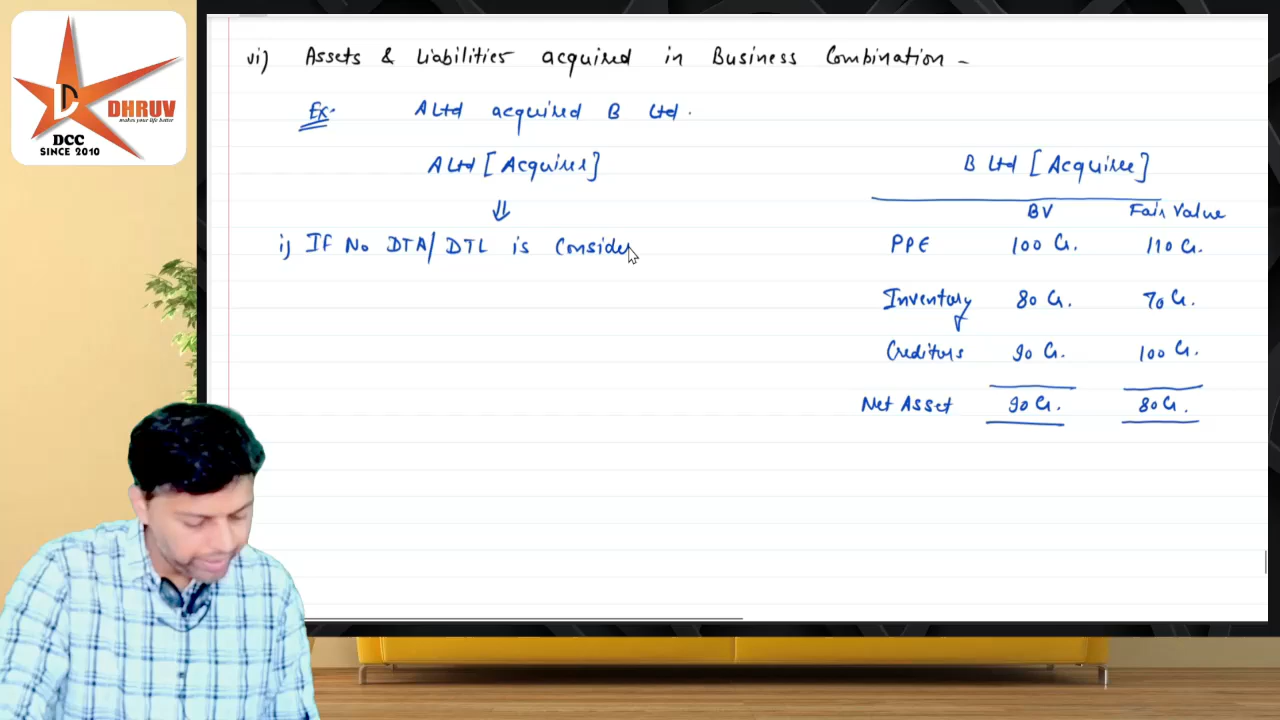 D
DHRUV
makes your life better
DCC
SINCE 2010
vi) Assets & Liabilities acquired in Business Combination -
Ex- A Ltd acquired B Ltd.
A Ltd [Acquirer]
⇓
i) If No DTA/DTL is Consider
B Ltd [Acquiree]
BV Fair Value
PPE 100 Cr. 110 Cr.
Inventory 80 Cr. 70 Cr.
Creditors 90 Cr. 100 Cr.
Net Asset 90 Cr. 80 Cr.